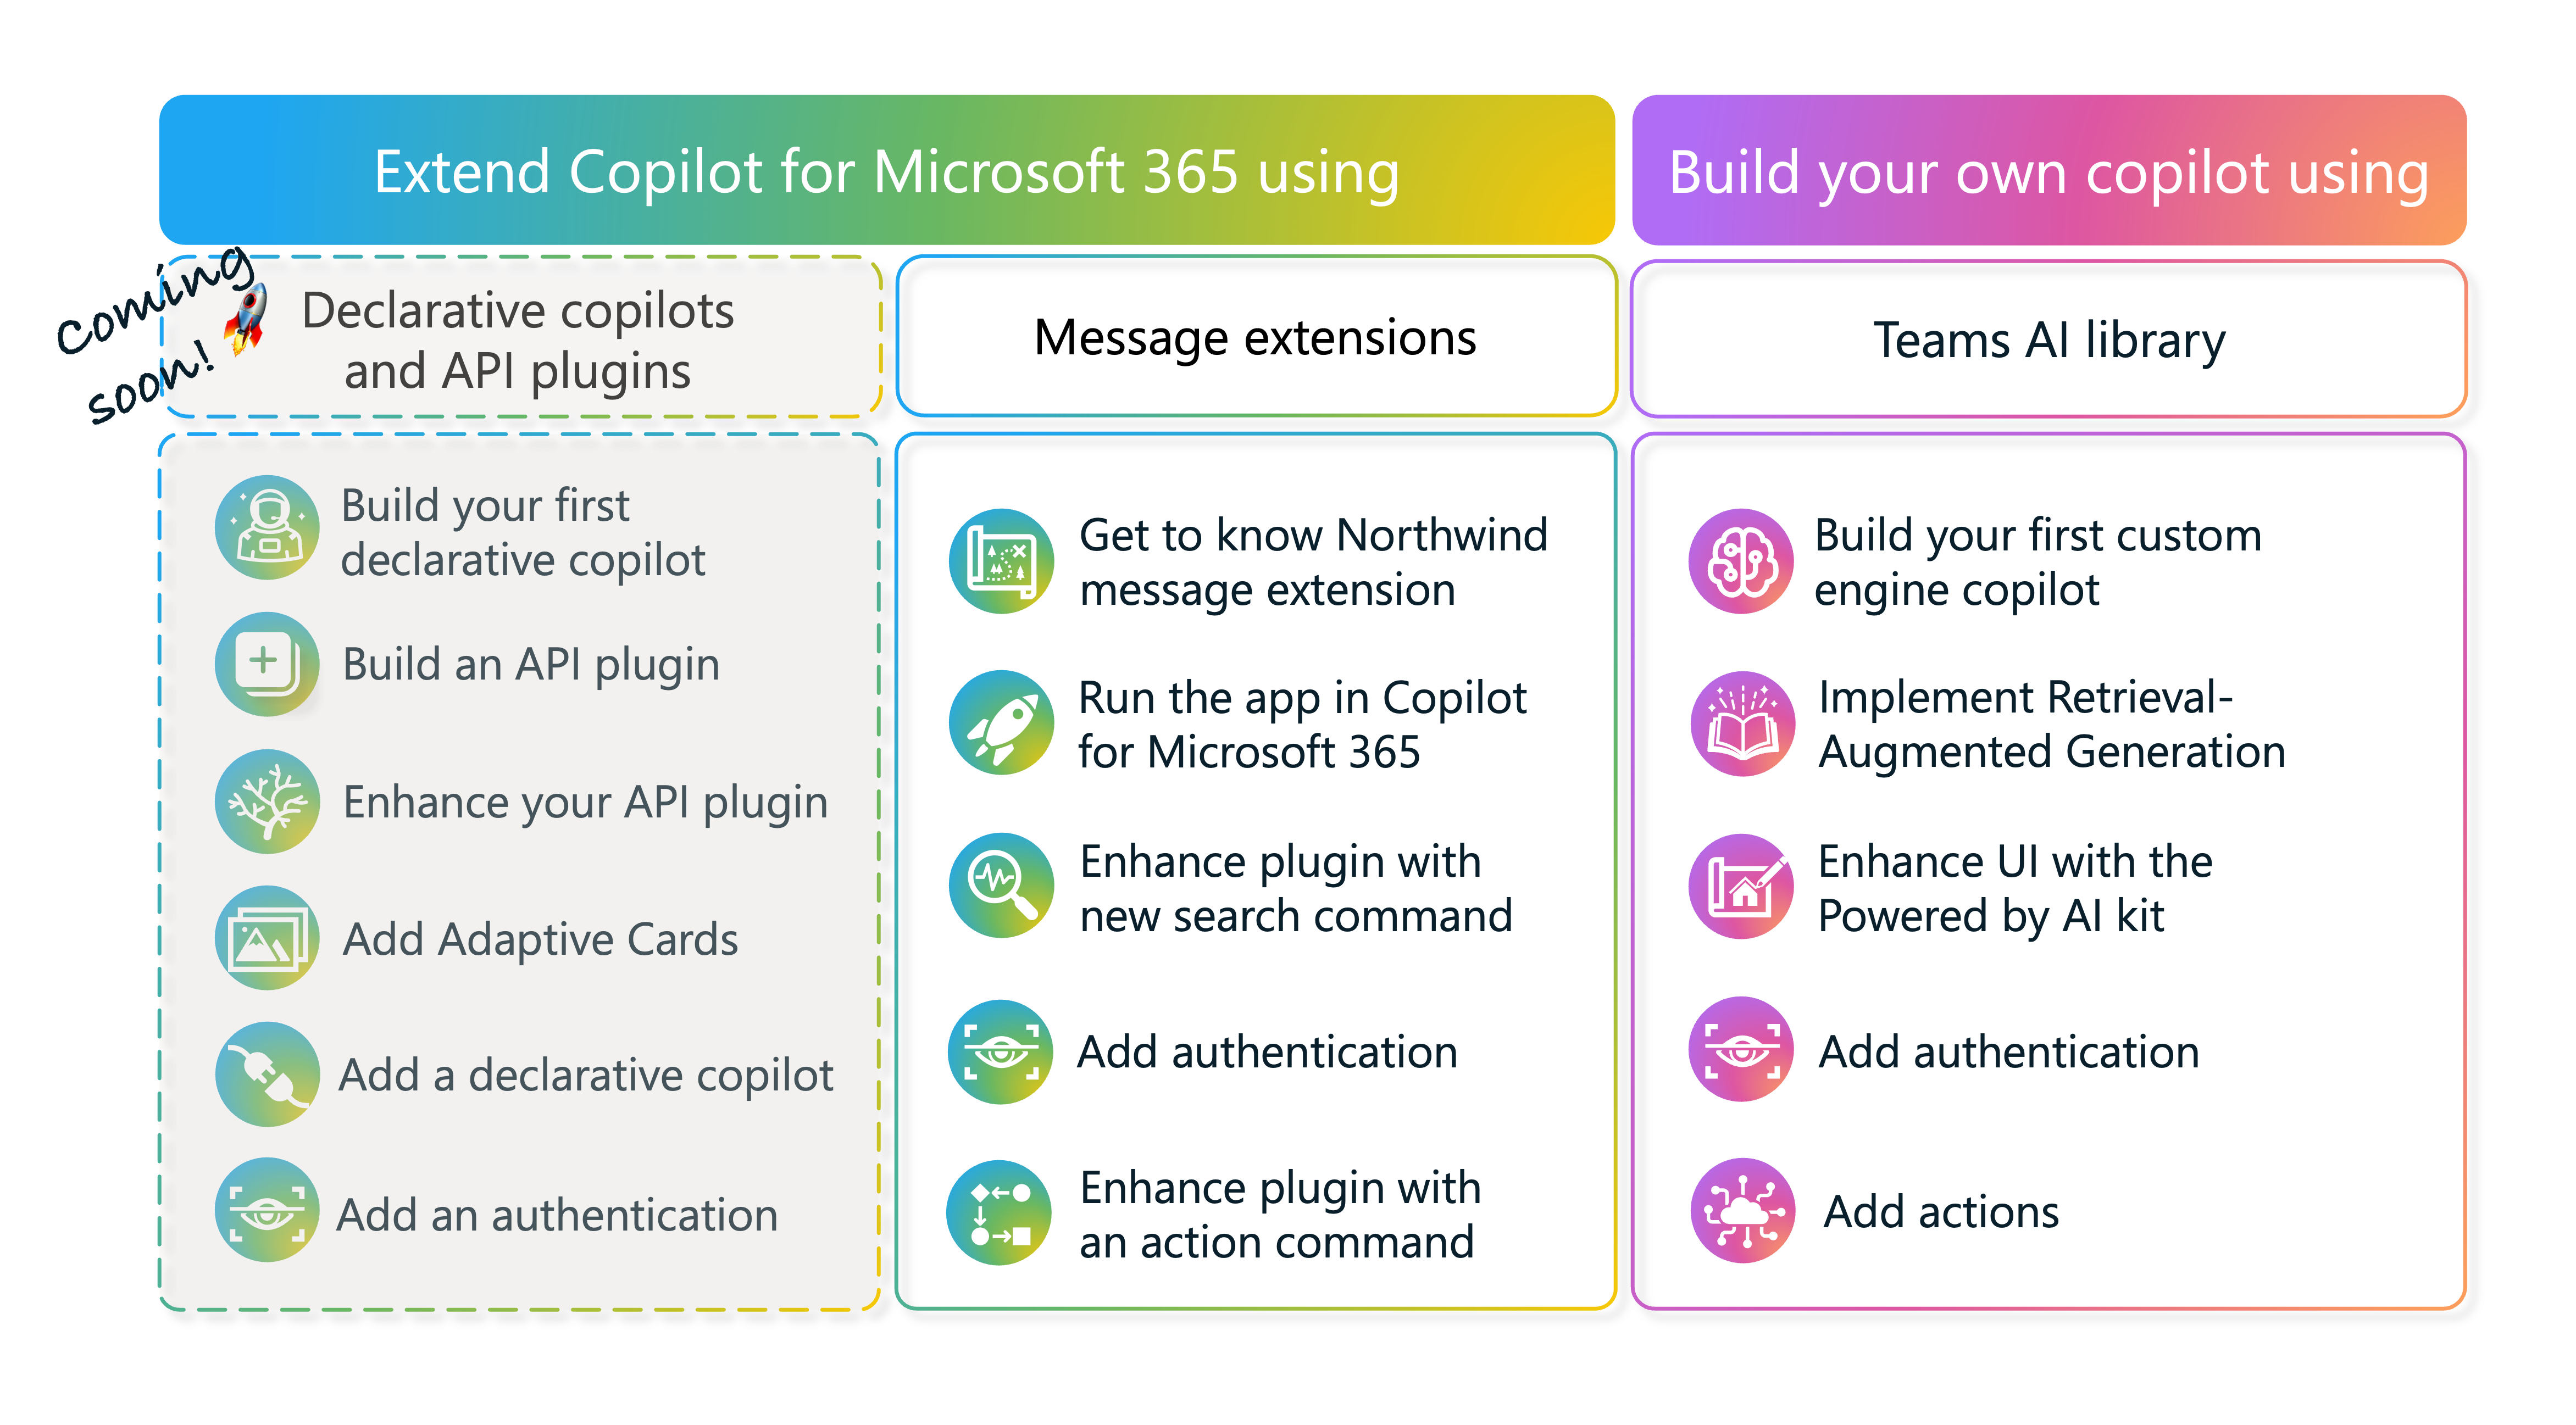 Extend Copilot for Microsoft 365 using
Build your own copilot using
Coming
soon!
Declarative copilots
and API plugins
Message extensions
Teams AI library
Build your first
declarative copilot
Build an API plugin
Enhance your API plugin
Add Adaptive Cards
Add a declarative copilot
Add an authentication
Get to know Northwind
message extension
Run the app in Copilot
for Microsoft 365
Enhance plugin with
new search command
Add authentication
Enhance plugin with
an action command
Build your first custom
engine copilot
Implement Retrieval-
Augmented Generation
Enhance UI with the
Powered by AI kit
Add authentication
Add actions